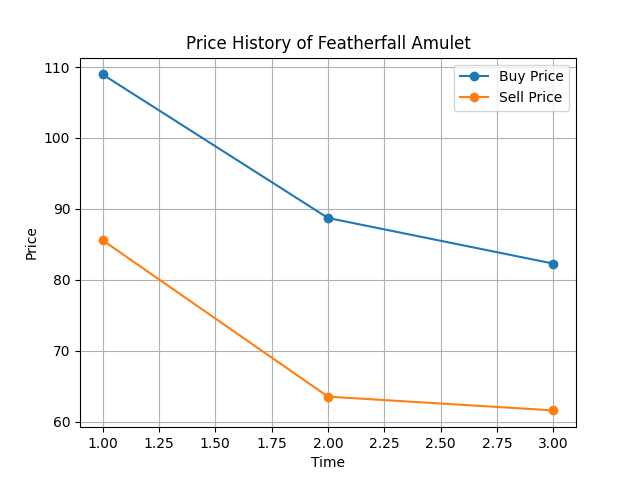 Price History of Featherfall Amulet
Buy Price
Sell Price
110
100
90
80
70
60
Price
1.00 1.25 1.50 1.75 2.00 2.25 2.50 2.75 3.00
Time